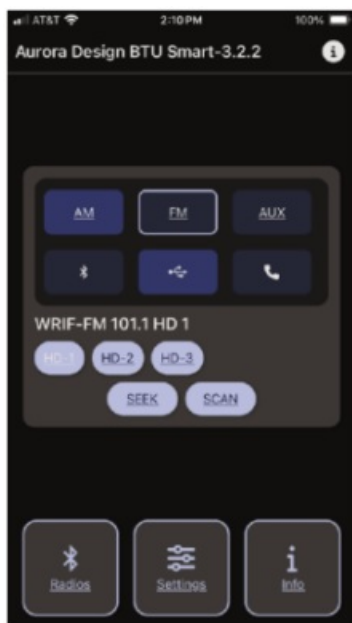 AT&T 2:10 PM 100%
Aurora Design BTU Smart-3.2.2
AM FM AUX
WRIF-FM 101.1 HD 1
HD-1 HD-2 HD-3
SEEK SCAN
Radios Settings Info